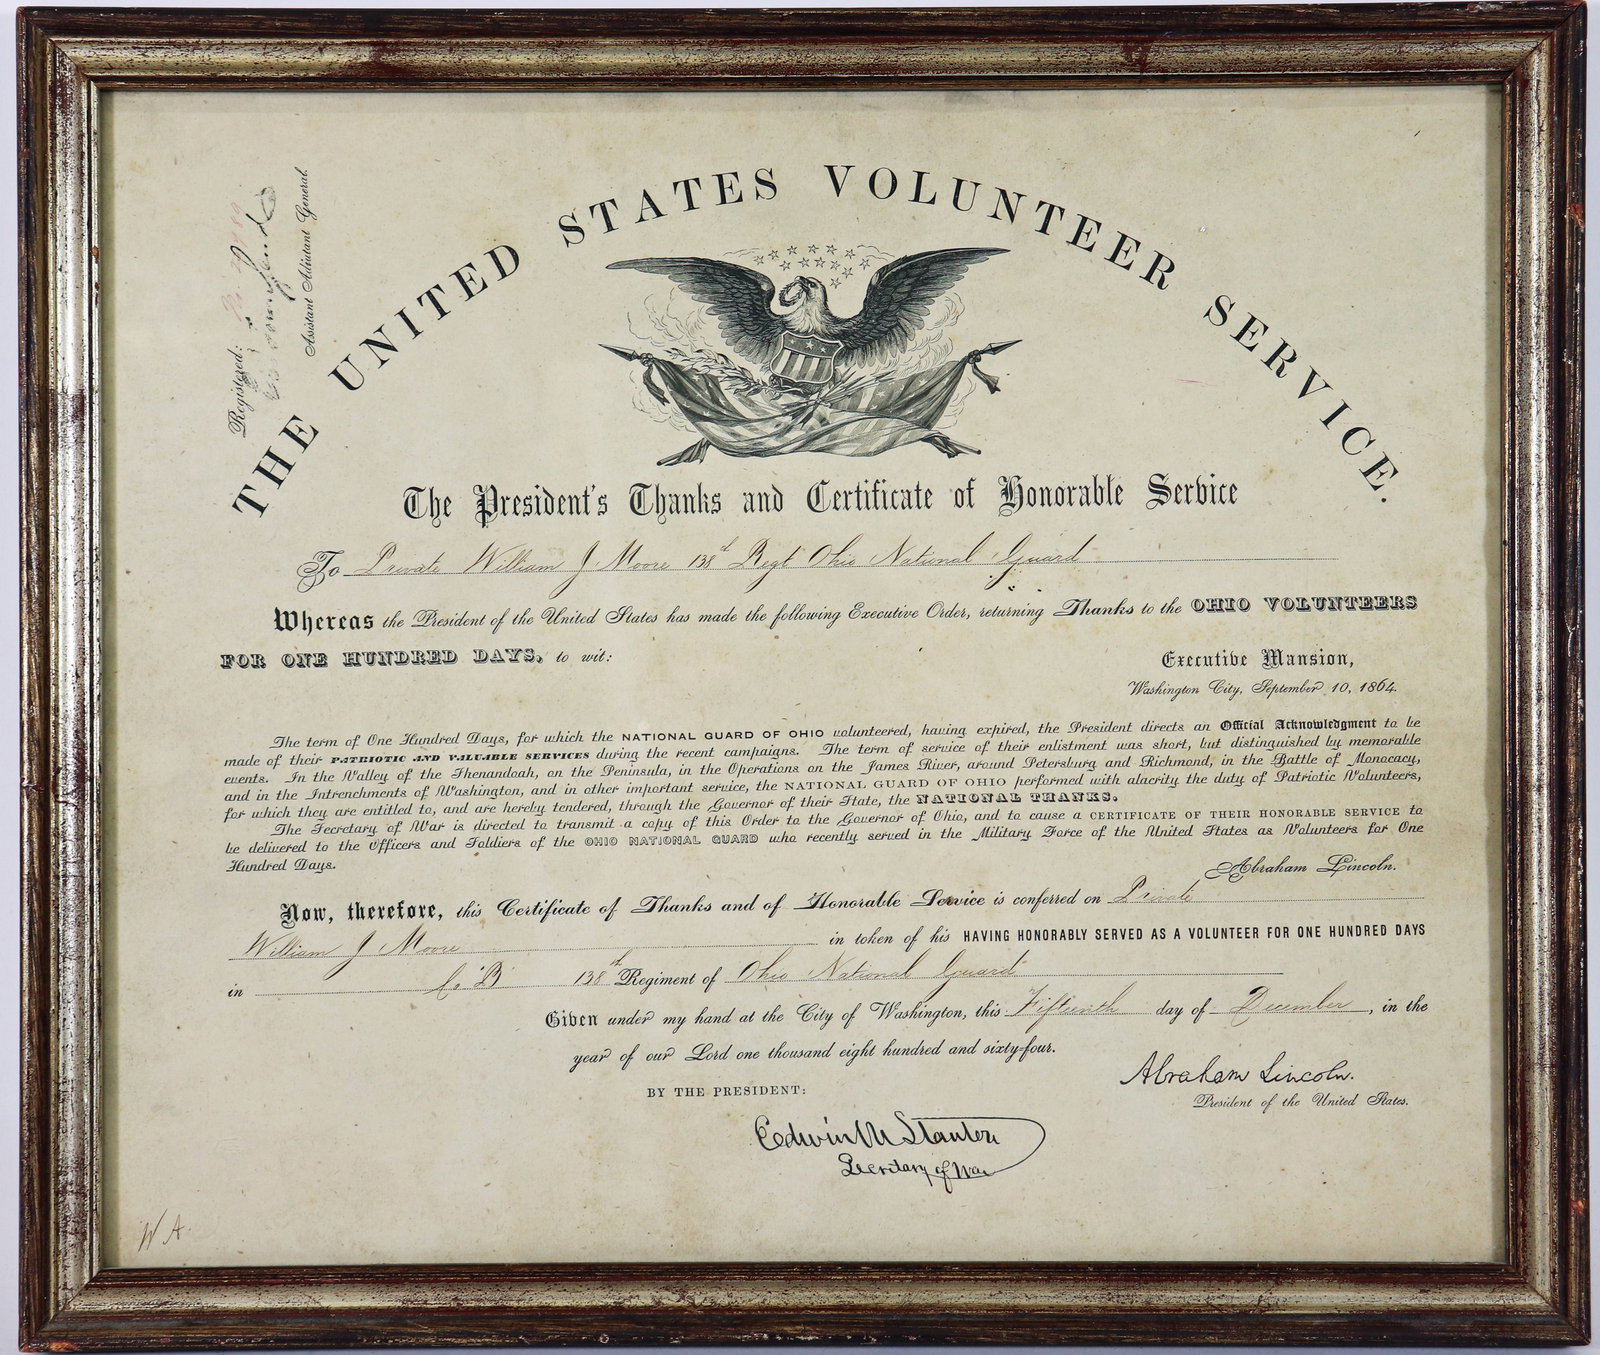 THE UNITED STATES VOLUNTEER SERVICE.
Registered:
Assistant Adjutant General.
The President's Thanks and Certificate of Honorable Service
To Private William J Moore 138th Regt Ohio National Guard
Whereas the President of the United States has made the following Executive Order, returning Thanks to the OHIO VOLUNTEERS
FOR ONE HUNDRED DAYS, to wit:
Executive Mansion,
Washington City, September 10, 1864.
The term of One Hundred Days, for which the NATIONAL GUARD OF OHIO volunteered, having expired, the President directs an Official Acknowledgment to be
made of their PATRIOTIC AND VALUABLE SERVICES during the recent campaigns. The term of service of their enlistment was short, but distinguished by memorable
events. In the Valley of the Shenandoah, on the Peninsula, in the Operations on the James River, around Petersburg and Richmond, in the Battle of Monocacy,
and in the Intrenchments of Washington, and in other important service, the NATIONAL GUARD OF OHIO performed with alacrity the duty of Patriotic Volunteers,
for which they are entitled to, and are hereby tendered, through the Governor of their State, the NATIONAL THANKS.
The Secretary of War is directed to transmit a copy of this Order to the Governor of Ohio, and to cause a CERTIFICATE OF THEIR HONORABLE SERVICE to
be delivered to the Officers and Soldiers of the OHIO NATIONAL GUARD who recently served in the Military Force of the United States as Volunteers for One
Hundred Days.
Abraham Lincoln.
Now, therefore, this Certificate of Thanks and of Honorable Service is conferred on Private
William J Moore in token of his HAVING HONORABLY SERVED AS A VOLUNTEER FOR ONE HUNDRED DAYS
in Co "B" 138th Regiment of Ohio National Guard
Given under my hand at the City of Washington, this Fifteenth day of December, in the
year of our Lord one thousand eight hundred and sixty-four.
Abraham Lincoln.
President of the United States.
BY THE PRESIDENT:
Edwin M Stanton
Secretary of War
W A.